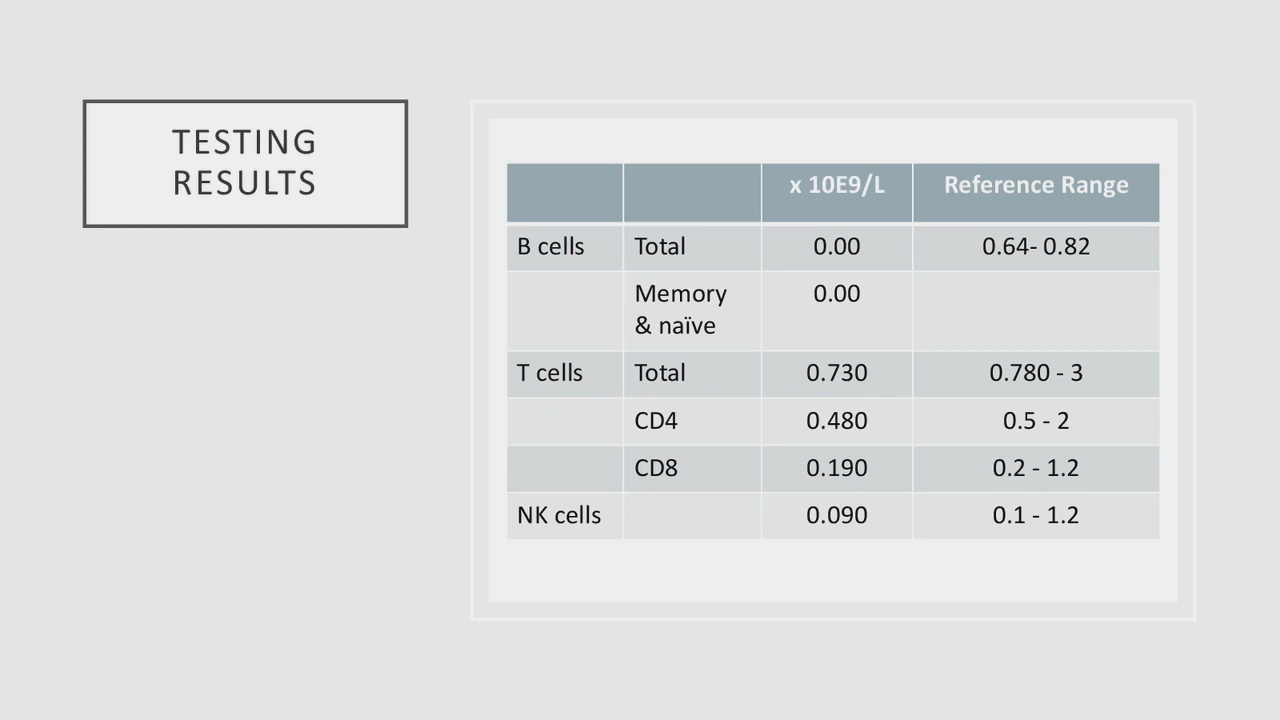 TESTING
RESULTS
x 10E9/L Reference Range
B cells Total 0.00 0.64- 0.82
Memory 0.00
& naïve
T cells Total 0.730 0.780 - 3
CD4 0.480 0.5 - 2
CD8 0.190 0.2 - 1.2
NK cells 0.090 0.1 - 1.2